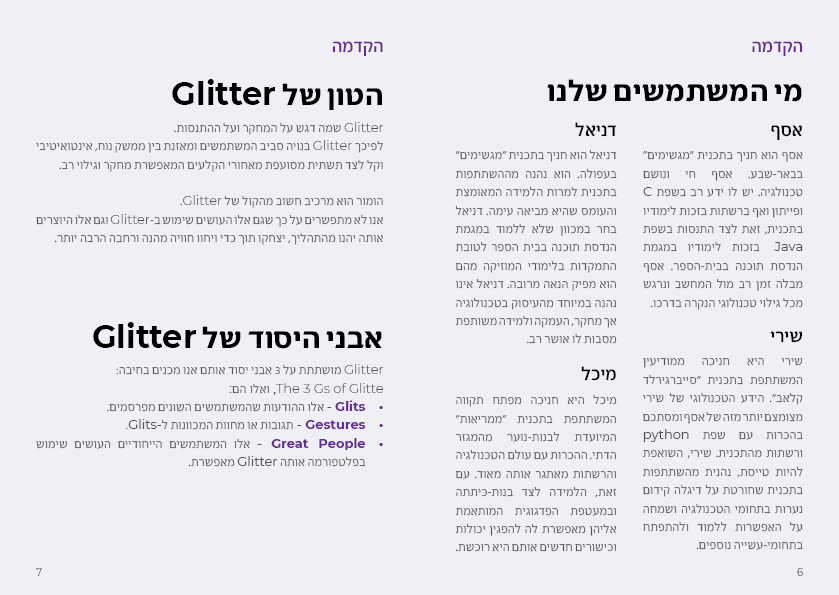 הקדמה
מי המשתמשים שלנו
אסף
אסף הוא חניך בתכנית "מגשימים"
בבאר-שבע. אסף חי ונושם
טכנולגיה. יש לו ידע רב בשפת C
ופייתון ואף ברשתות בזכות לימודיו
בתכנית, זאת לצד התנסות בשפת
Java בזכות לימודיו במגמת
הנדסת תוכנה בבית-הספר. אסף
מבלה זמן רב מול המחשב ונרגש
מכל גילוי טכנולוגי הנקרה בדרכו.
שירי
שירי היא חניכה ממודיעין
המשתתפת בתכנית "סייברגירלד
קלאב". הידע הטכנולוגי של שירי
מצומצם יותר מזה של אסף ומסתכם
בהכרות עם שפת python
ורשתות מהתכנית. שירי, השואפת
להיות טייסת, נהנית מהשתתפות
בתכנית שחורטת על דיגלה קידום
נערות בתחומי הטכנולגיה ושמחה
על האפשרות ללמוד ולהתפתח
בתחומי-עשייה נוספים.
דניאל
דניאל הוא חניך בתכנית "מגשימים"
בעפולה. הוא נהנה מההשתתפות
בתכנית למרות הלמידה המאומצת
והעומס שהיא מביאה עימה. דניאל
בחר במכוון שלא ללמוד במגמת
הנדסת תוכנה בבית הספר לטובת
התמקדות בלימודי המוזיקה מהם
הוא מפיק הנאה מרובה. דניאל אינו
נהנה במיוחד מהעיסוק בטכנולוגיה
אך מחקר, העמקה ולמידה משותפת
מסבות לו אושר רב.
מיכל
מיכל היא חניכה מפתח תקווה
המשתתפת בתכנית "ממריאות"
המיועדת לבנות-נוער מהמגזר
הדתי. ההכרות עם עולם הטכנולגיה
והרשתות מאתגר אותה מאוד. עם
זאת, הלמידה לצד בנות-כיתתה
ובמעטפת הפדגוגית המותאמת
אליהן מאפשרת לה להפגין יכולות
וכישורים חדשים אותם היא רוכשת.
6
הקדמה
הטון של Glitter
Glitter שמה דגש על המחקר ועל ההתנסות.
לפיכך Glitter בנויה סביב המשתמשים ומאזנת בין ממשק נוח, אינטואיטיבי
וקל לצד תשתית מסועפת מאחורי הקלעים המאפשרת מחקר וגילוי רב.
הומור הוא מרכיב חשוב מהקול של Glitter.
אנו לא מתפשרים על כך שגם אלו העושים שימוש ב-Glitter וגם אלו היוצרים
אותה יהנו מהתהליך, יצחקו תוך כדי ויחוו חוויה מהנה ורחבה הרבה יותר.
אבני היסוד של Glitter
Glitter מושתתת על 3 אבני יסוד אותם אנו מכנים בחיבה:
The 3 Gs of Glitte, ואלו הם:
• Glits - אלו ההודעות שהמשתמשים השונים מפרסמים.
• Gestures - תגובות או מחוות המכוונות ל-Glits.
• Great People - אלו המשתמשים הייחודיים העושים שימוש
בפלטפורמה אותה Glitter מאפשרת.
7